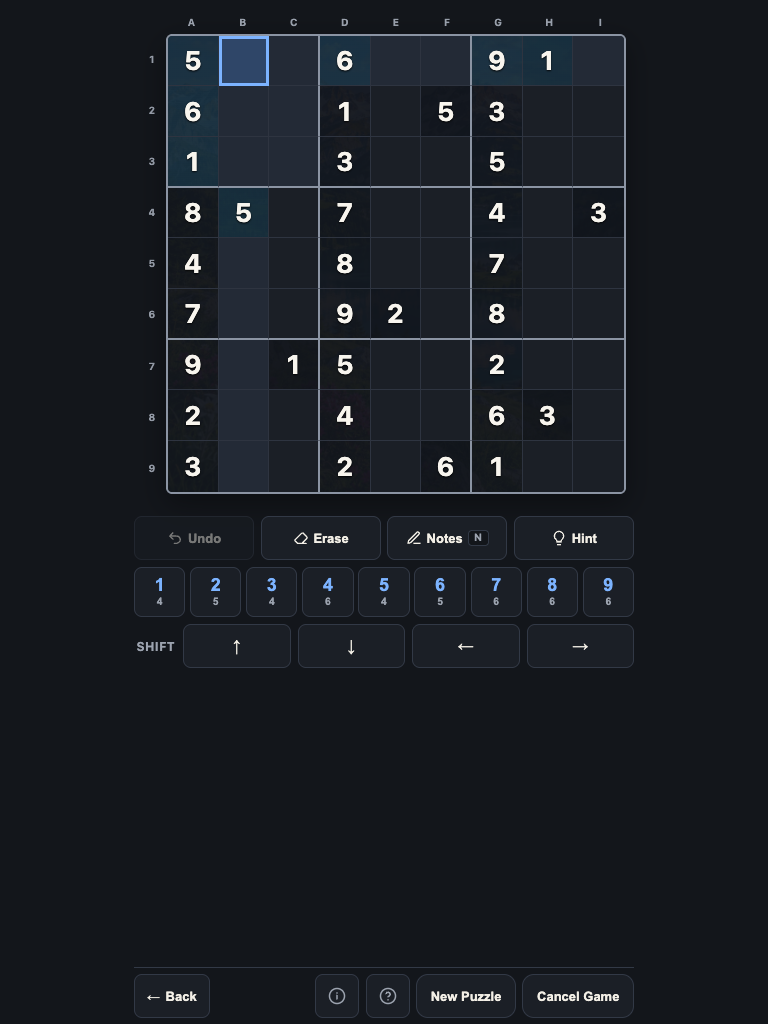 A B C D E F G H I
1 5 6 9 1
2 6 1 5 3
3 1 3 5
4 8 5 7 4 3
5 4 8 7
6 7 9 2 8
7 9 1 5 2
8 2 4 6 3
9 3 2 6 1
Undo Erase Notes N Hint
1 2 3 4 5 6 7 8 9
4 5 4 6 4 5 6 6 6
SHIFT ↑ ↓ ← →
← Back i ? New Puzzle Cancel Game